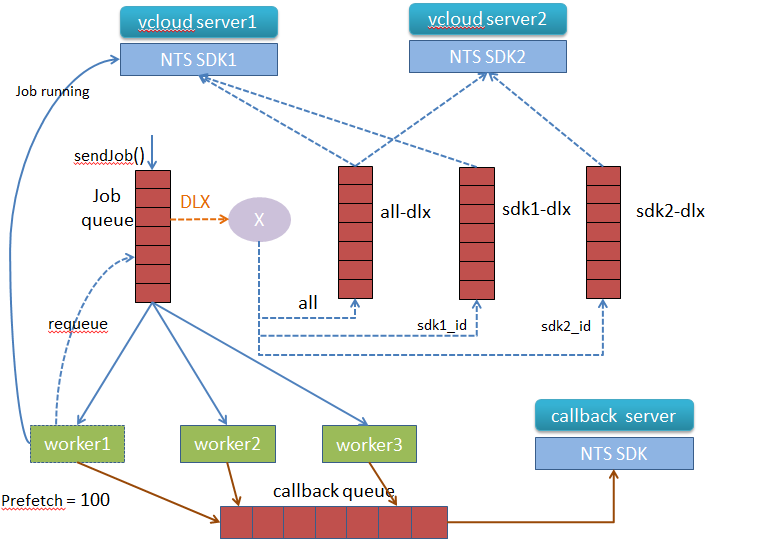 vcloud server1
vcloud server2
NTS SDK1
NTS SDK2
Job running
sendJob()
Job
queue
DLX
X
all-dlx
sdk1-dlx
sdk2-dlx
all
sdk1_id
sdk2_id
requeue
callback server
worker1
worker2
worker3
NTS SDK
Prefetch = 100
callback queue